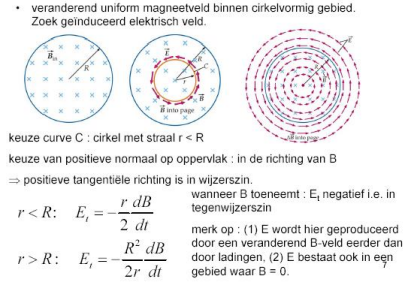 • veranderend uniform magneetveld binnen cirkelvormig gebied.
Zoek geïnduceerd elektrisch veld.
B⃗in
R
E⃗
R
C
r
B⃗
B⃗ into page
E⃗
R
r
keuze curve C : cirkel met straal r < R
keuze van positieve normaal op oppervlak : in de richting van B
⇒ positieve tangentiële richting is in wijzerszin.
r < R: E_t = − r/2 dB/dt
r > R: E_t = − R²/2r dB/dt
wanneer B toeneemt : Et negatief i.e. in
tegenwijzerszin
merk op : (1) E wordt hier geproduceerd
door een veranderend B-veld eerder dan
door ladingen, (2) E bestaat ook in een
gebied waar B = 0.
7